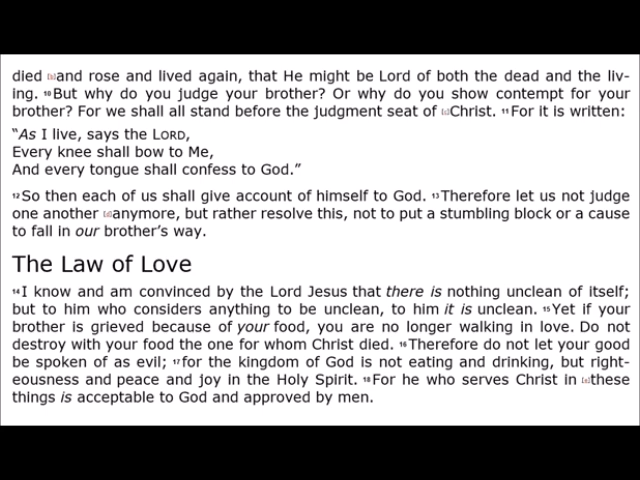 died and rose and lived again, that He might be Lord of both the dead and the liv-
ing. 10 But why do you judge your brother? Or why do you show contempt for your
brother? For we shall all stand before the judgment seat of Christ. 11 For it is written:
“As I live, says the LORD,
Every knee shall bow to Me,
And every tongue shall confess to God.”
12 So then each of us shall give account of himself to God. 13 Therefore let us not judge
one another anymore, but rather resolve this, not to put a stumbling block or a cause
to fall in our brother’s way.
The Law of Love
14 I know and am convinced by the Lord Jesus that there is nothing unclean of itself;
but to him who considers anything to be unclean, to him it is unclean. 15 Yet if your
brother is grieved because of your food, you are no longer walking in love. Do not
destroy with your food the one for whom Christ died. 16 Therefore do not let your good
be spoken of as evil; 17 for the kingdom of God is not eating and drinking, but right-
eousness and peace and joy in the Holy Spirit. 18 For he who serves Christ in these
things is acceptable to God and approved by men.